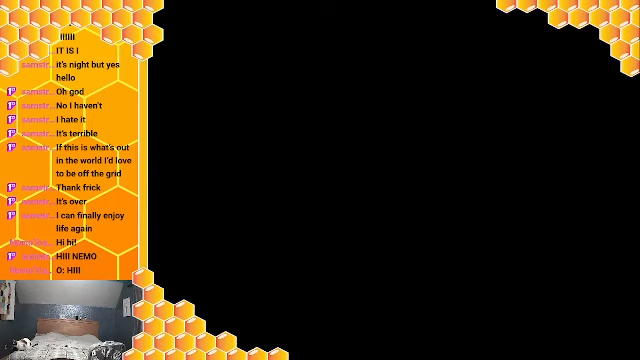 IIIIII
IT IS I
it's night but yes
hello
Oh god
No I haven't
I hate it
It's terrible
If this is what's out
in the world I'd love
to be off the grid
Thank frick
It's over
I can finally enjoy
life again
Hi hi!
HIII NEMO
O: HIII